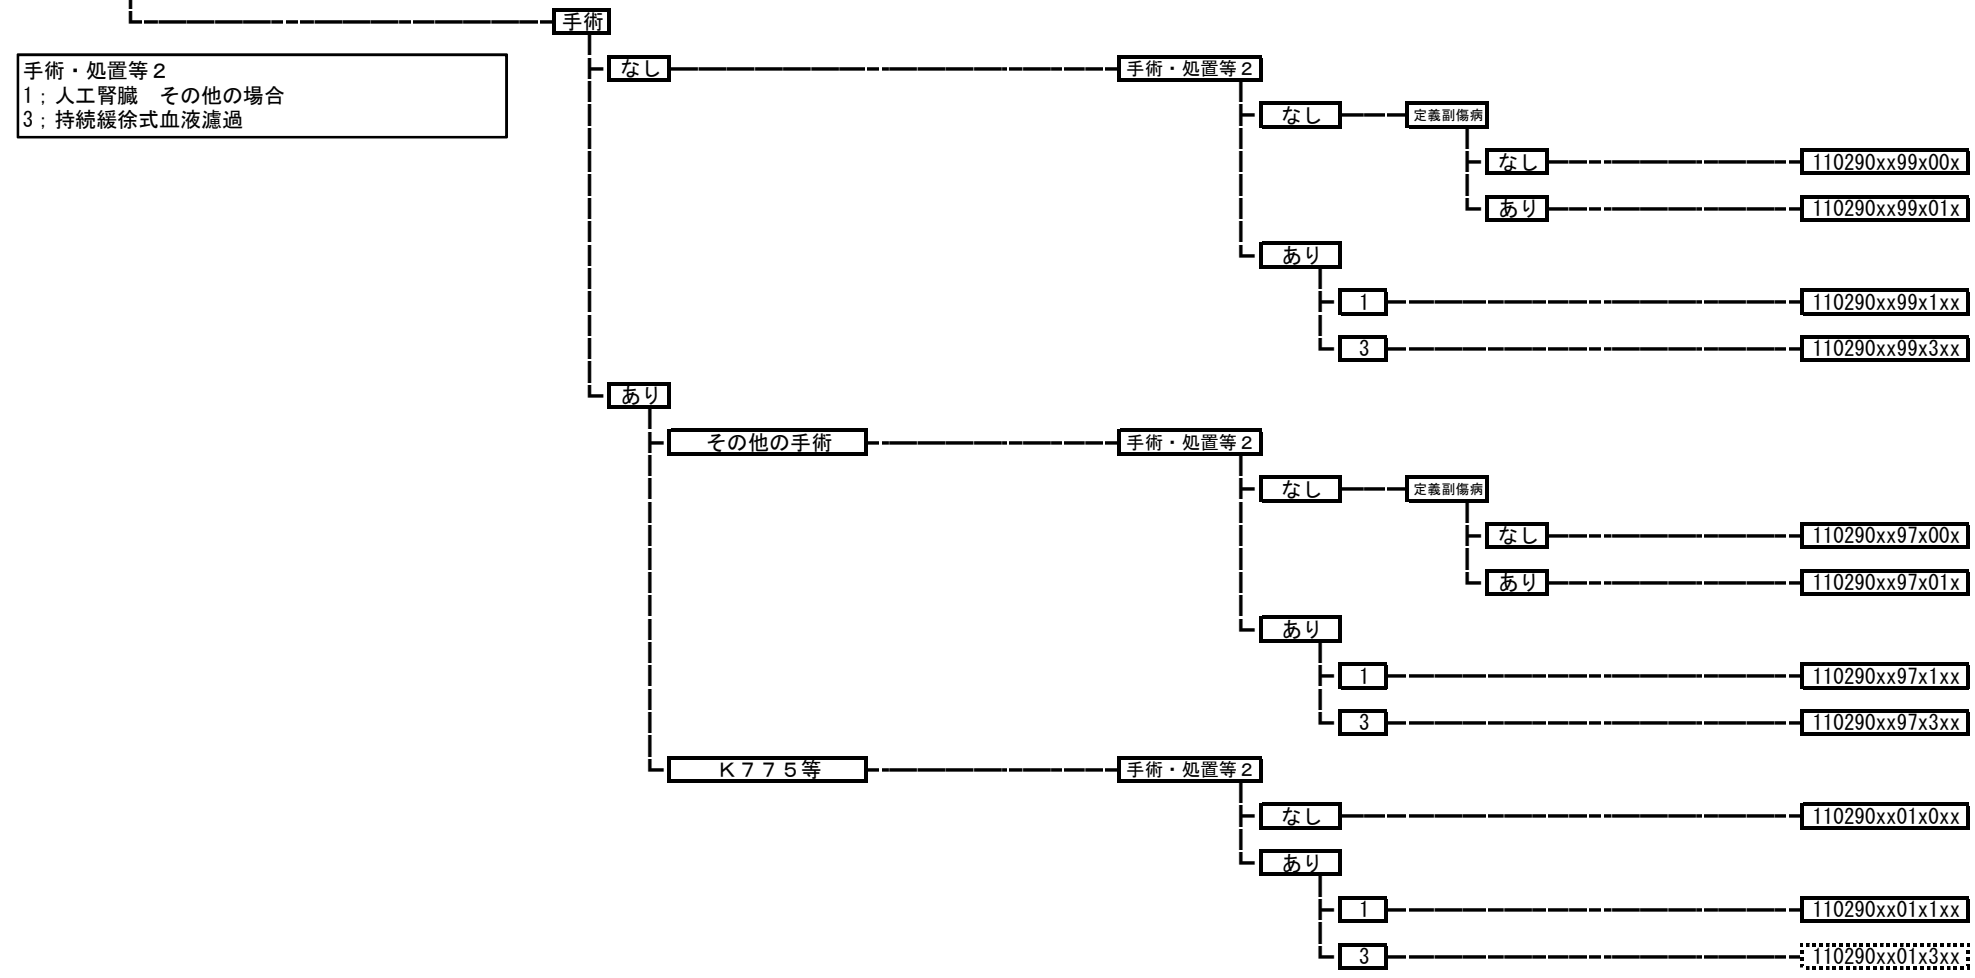 手術
手術・処置等２
1；人工腎臓　その他の場合
3；持続緩徐式血液濾過
なし
手術・処置等２
なし
定義副傷病
なし
110290xx99x00x
あり
110290xx99x01x
あり
1
110290xx99x1xx
3
110290xx99x3xx
あり
その他の手術
手術・処置等２
なし
定義副傷病
なし
110290xx97x00x
あり
110290xx97x01x
あり
1
110290xx97x1xx
3
110290xx97x3xx
Ｋ７７５等
手術・処置等２
なし
110290xx01x0xx
あり
1
110290xx01x1xx
3
110290xx01x3xx